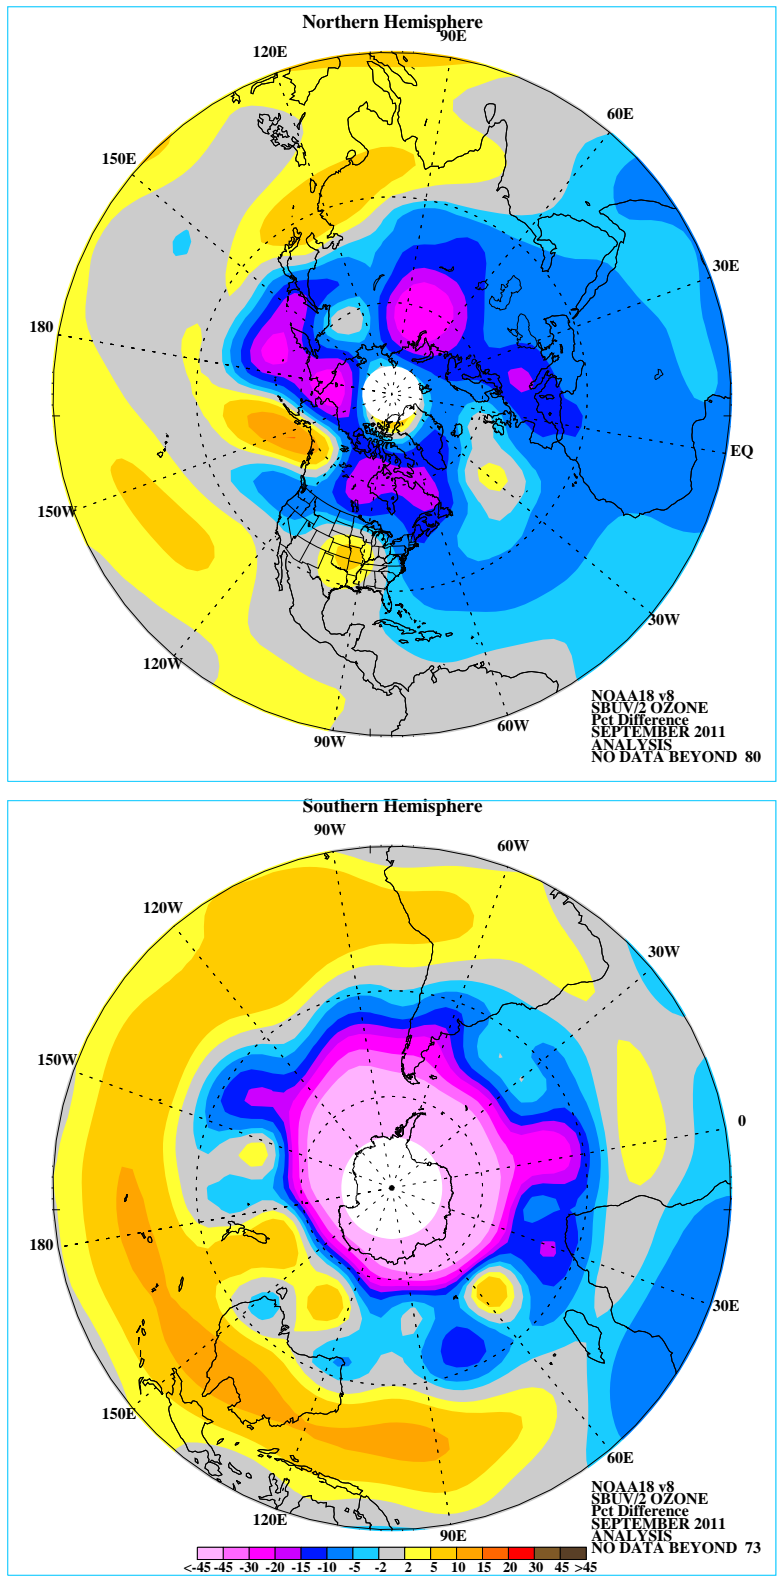 Northern Hemisphere
90E
120E
60E
150E
30E
180
EQ
150W
30W
120W
60W
90W
NOAA18 v8
SBUV/2 OZONE
Pct Difference
SEPTEMBER 2011
ANALYSIS
NO DATA BEYOND 80
Southern Hemisphere
90W
60W
120W
30W
150W
0
180
30E
150E
60E
120E
90E
NOAA18 v8
SBUV/2 OZONE
Pct Difference
SEPTEMBER 2011
ANALYSIS
NO DATA BEYOND 73
<-45 -45 -30 -20 -15 -10 -5 -2 2 5 10 15 20 30 45 >45